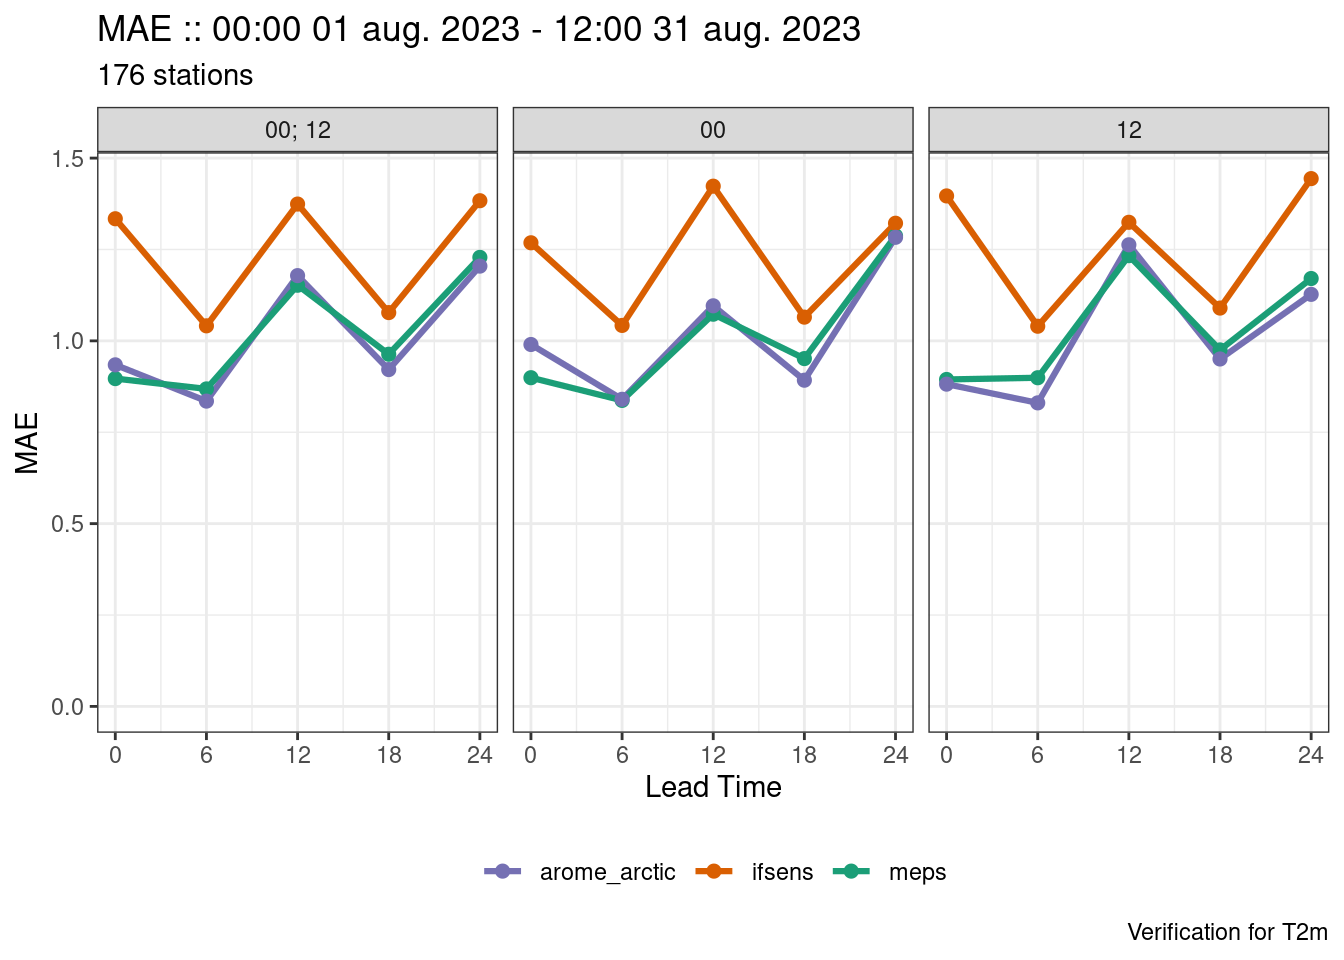 MAE :: 00:00 01 aug. 2023 - 12:00 31 aug. 2023
176 stations
00; 12
00
12
MAE
1.5
1.0
0.5
0.0
0 6 12 18 24
0 6 12 18 24
0 6 12 18 24
Lead Time
arome_arctic ifsens meps
Verification for T2m